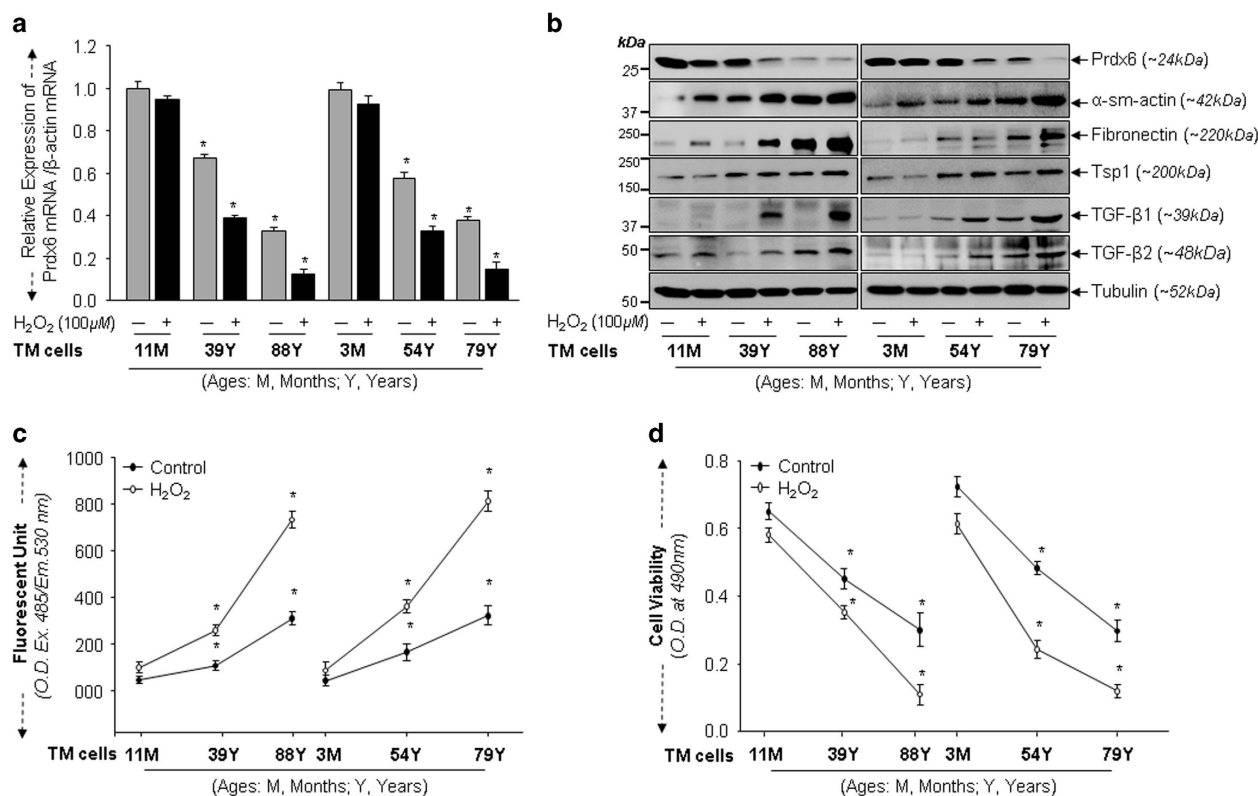 a
Relative Expression of
Prdx6 mRNA /β-actin mRNA
1.2
1.0
0.8
0.6
0.4
0.2
0.0
* * * * * * * *
H₂O₂ (100µM) — + — + — + — + — + — +
TM cells 11M 39Y 88Y 3M 54Y 79Y
(Ages: M, Months; Y, Years)
b
kDa
25
37
250
250
150
37
50
50
Prdx6 (~24kDa)
α-sm-actin (~42kDa)
Fibronectin (~220kDa)
Tsp1 (~200kDa)
TGF-β1 (~39kDa)
TGF-β2 (~48kDa)
Tubulin (~52kDa)
H₂O₂ (100µM) — + — + — + — + — + — +
TM cells 11M 39Y 88Y 3M 54Y 79Y
(Ages: M, Months; Y, Years)
c
Fluorescent Unit
(O.D. Ex. 485/Em.530 nm)
1000
800
600
400
200
000
Control
H₂O₂
* * * * * * * *
TM cells 11M 39Y 88Y 3M 54Y 79Y
(Ages: M, Months; Y, Years)
d
Cell Viability
(O.D. at 490nm)
0.8
0.6
0.4
0.2
0.0
Control
H₂O₂
* * * * * * * *
TM cells 11M 39Y 88Y 3M 54Y 79Y
(Ages: M, Months; Y, Years)